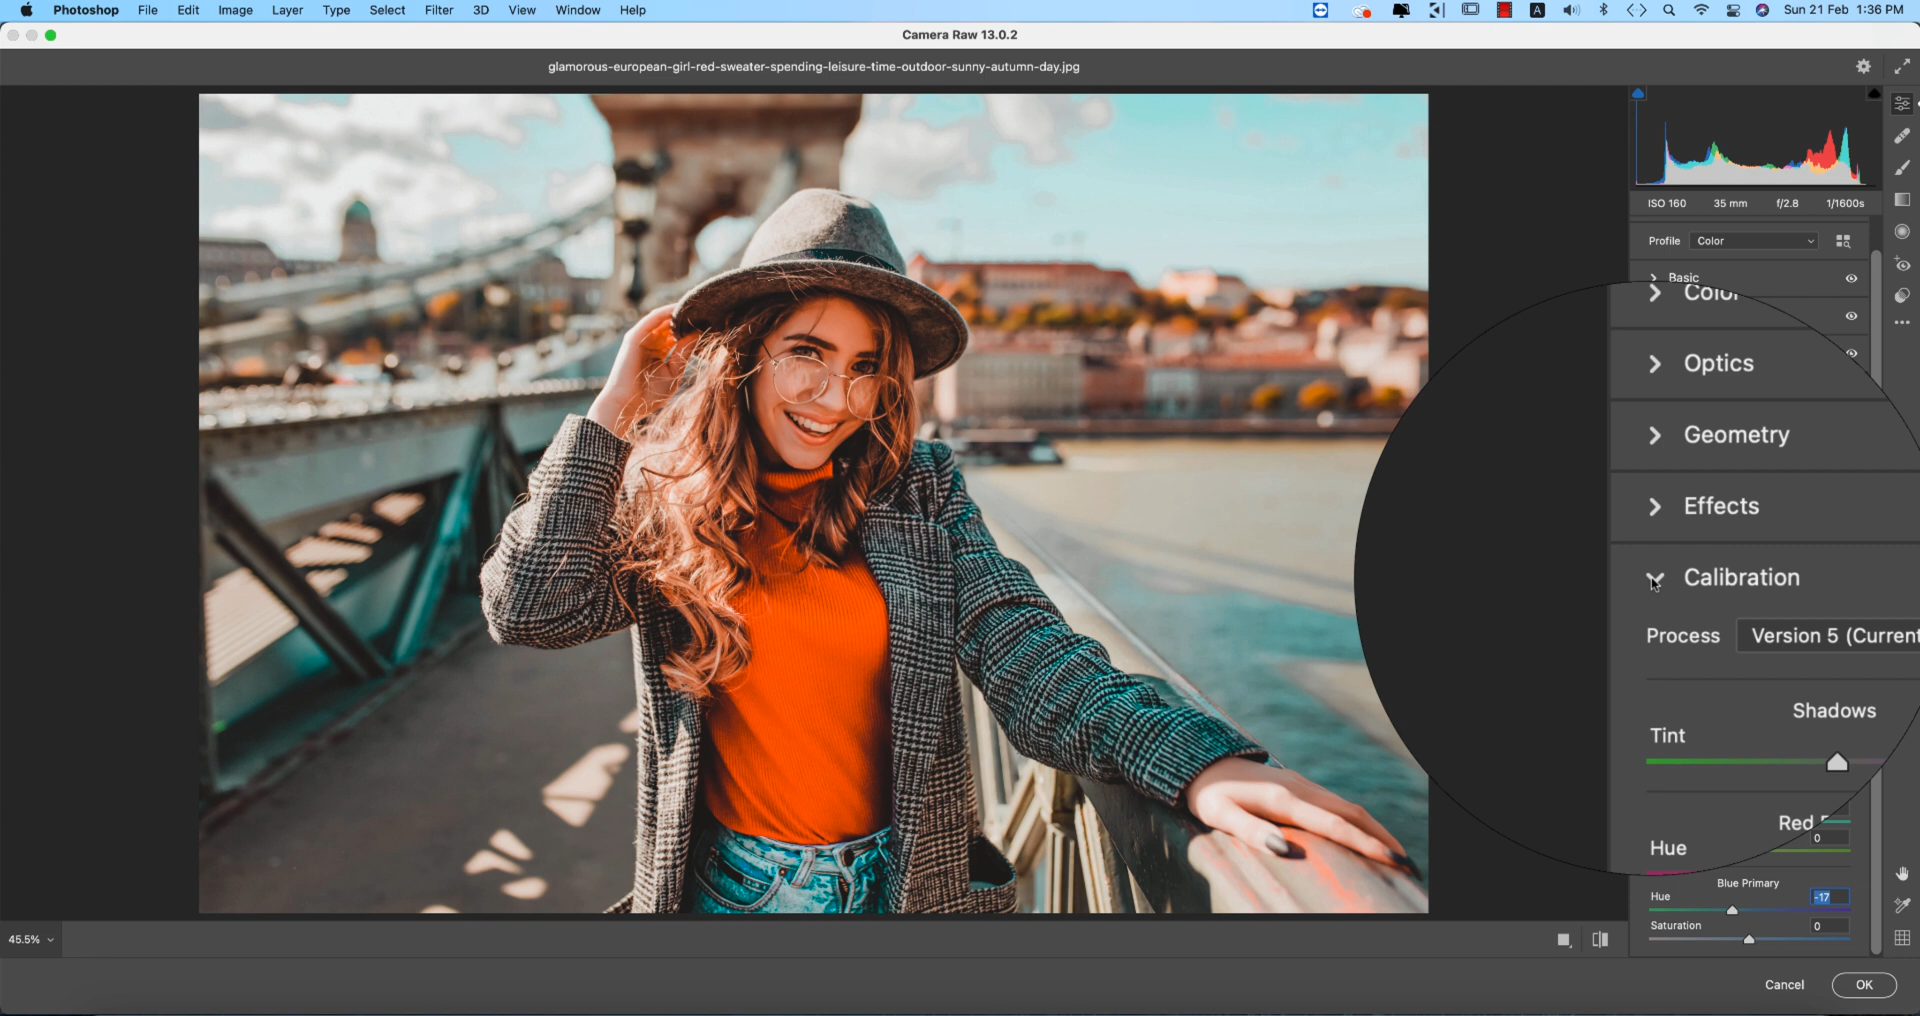 Photoshop File Edit Image Layer Type Select Filter 3D View Window Help A Sun 21 Feb 1:36 PM
Camera Raw 13.0.2
glamorous-european-girl-red-sweater-spending-leisure-time-outdoor-sunny-autumn-day.jpg
ISO 160 35 mm f/2.8 1/1600s
Profile Color
Basic
Color
Optics
Geometry
Effects
Calibration
Process Version 5 (Current
Shadows
Tint
Red
0
Hue
Blue Primary
Hue -17
Saturation 0
45.5%
Cancel OK